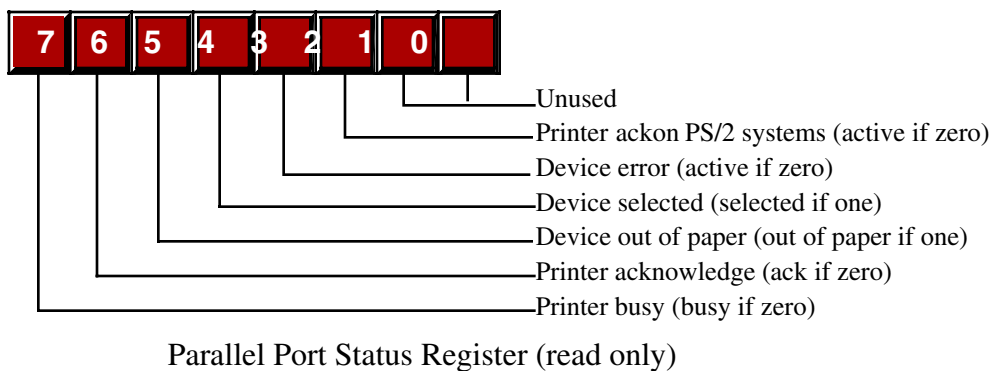 7 6 5 4 3 2 1 0
Unused
Printer ackon PS/2 systems (active if zero)
Device error (active if zero)
Device selected (selected if one)
Device out of paper (out of paper if one)
Printer acknowledge (ack if zero)
Printer busy (busy if zero)
Parallel Port Status Register (read only)